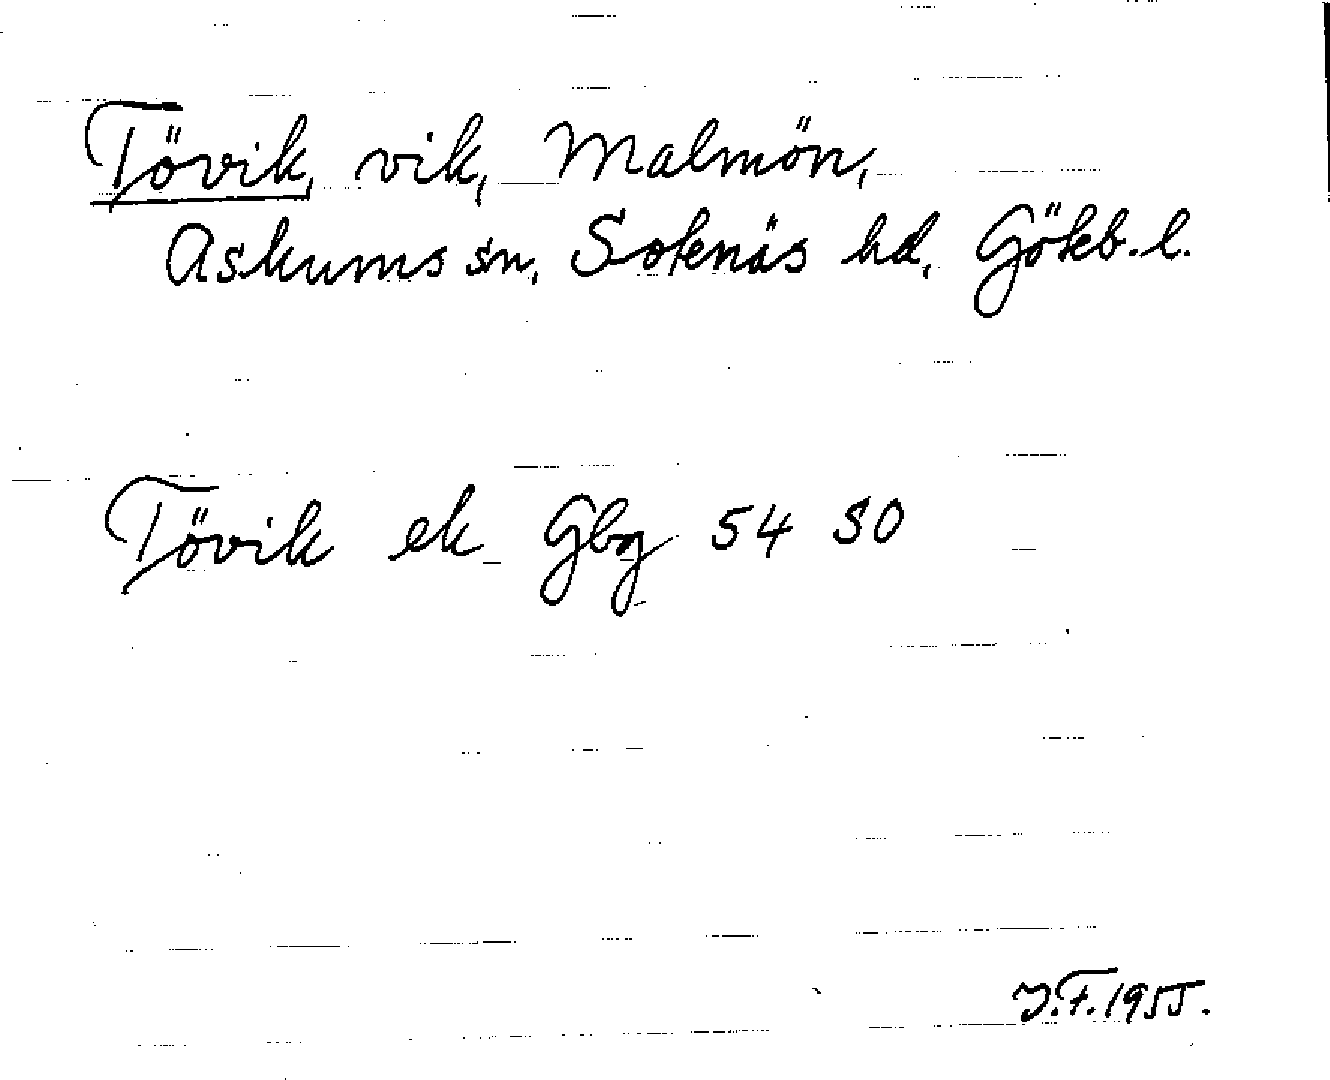 Tövik, vik, Malmön,
Askums sn, Sotenäs hd, Gökb. l.
Tövik ek Gbg 54 SO
J.F. 1955.